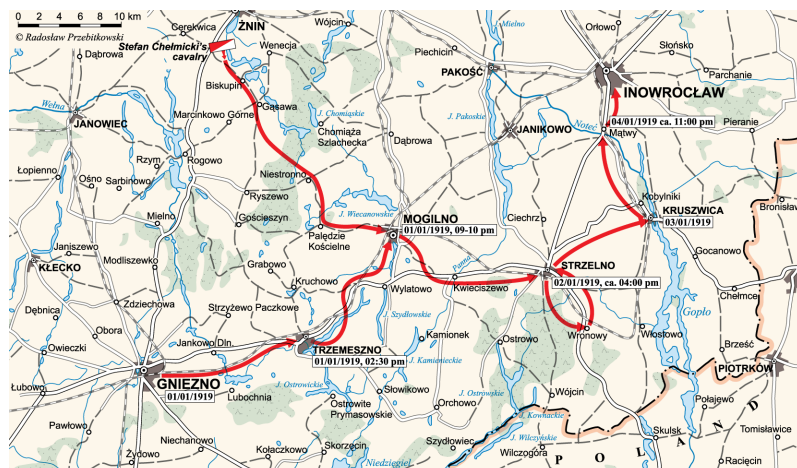 0 2 4 6 8 10 km
© Radosław Przebitkowski
Stefan Chełmicki's
cavalry
Cerekwica
ŻNIN
Wójcin
Wenecja
Dąbrowa
Biskupin
Gąsawa
Wełna
JANOWIEC
Marcinkowo Górne
J. Chomiąskie
Chomiąża
Szlachecka
Rzym
Rogowo
Łopienno
Ośno
Sarbinowo
Niestronno
Ryszewo
Mielno
Gościeszyn
J. Wiecanowskie
Palędzie
Kościelne
Janiszewo
KŁECKO
Modliszewko
Grabowo
Kruchowo
Dębnica
Zdziechowa
Strzyżewo Paczkowe
Obora
Owieczki
Jankowo Dln.
Łubowo
GNIEZNO
01/01/1919
TRZEMESZNO
01/01/1919, 02:30 pm
Lubochnia
J. Ostrowickie
Ostrowite
Prymasowskie
Pawłowo
Niechanowo
Żydowo
Kołaczkowo
Skorzęcin
Niedzięgiel
Mielno
Piechcin
PAKOŚĆ
J. Pakoskie
Dąbrowa
JANIKOWO
Orłowo
Słońsko
Parchanie
INOWROCŁAW
04/01/1919 ca. 11:00 pm
Noteć
Mątwy
Pieranie
MOGILNO
01/01/1919, 09-10 pm
Ciechrz
Kobylniki
KRUSZWICA
03/01/1919
Bronisław
Gocanowo
Chełmce
Panna
STRZELNO
02/01/1919, ca. 04:00 pm
Wylatowo
Kwieciszewo
Gopło
J. Szydłowskie
Kamionek
J. Kamienieckie
Ostrowo
Wronowy
Włostowo
Brześć
PIOTRKÓW
Słowikowo
Orchowo
J. Ostrowskie
Wójcin
J. Kownackie
J. Wilczyńskie
Szydłowiec
Wilczogóra
Połajewo
Tomisławice
Skulsk
Racięcin
POLAND